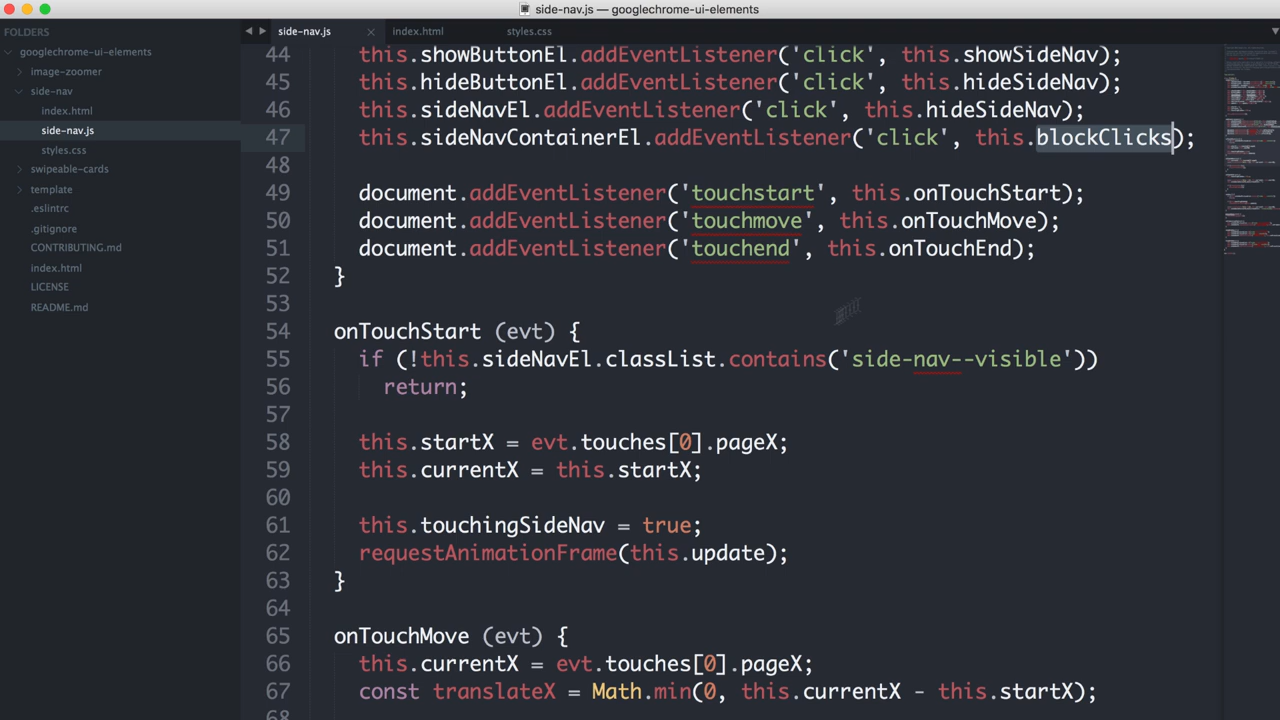 side-nav.js — googlechrome-ui-elements
FOLDERS
googlechrome-ui-elements
image-zoomer
side-nav
index.html
side-nav.js
styles.css
swipeable-cards
template
.eslintrc
.gitignore
CONTRIBUTING.md
index.html
LICENSE
README.md
side-nav.js
index.html
styles.css
44 this.showButtonEl.addEventListener('click', this.showSideNav);
45 this.hideButtonEl.addEventListener('click', this.hideSideNav);
46 this.sideNavEl.addEventListener('click', this.hideSideNav);
47 this.sideNavContainerEl.addEventListener('click', this.blockClicks);
48
49 document.addEventListener('touchstart', this.onTouchStart);
50 document.addEventListener('touchmove', this.onTouchMove);
51 document.addEventListener('touchend', this.onTouchEnd);
52 }
53
54 onTouchStart (evt) {
55 if (!this.sideNavEl.classList.contains('side-nav--visible'))
56 return;
57
58 this.startX = evt.touches[0].pageX;
59 this.currentX = this.startX;
60
61 this.touchingSideNav = true;
62 requestAnimationFrame(this.update);
63 }
64
65 onTouchMove (evt) {
66 this.currentX = evt.touches[0].pageX;
67 const translateX = Math.min(0, this.currentX - this.startX);
68